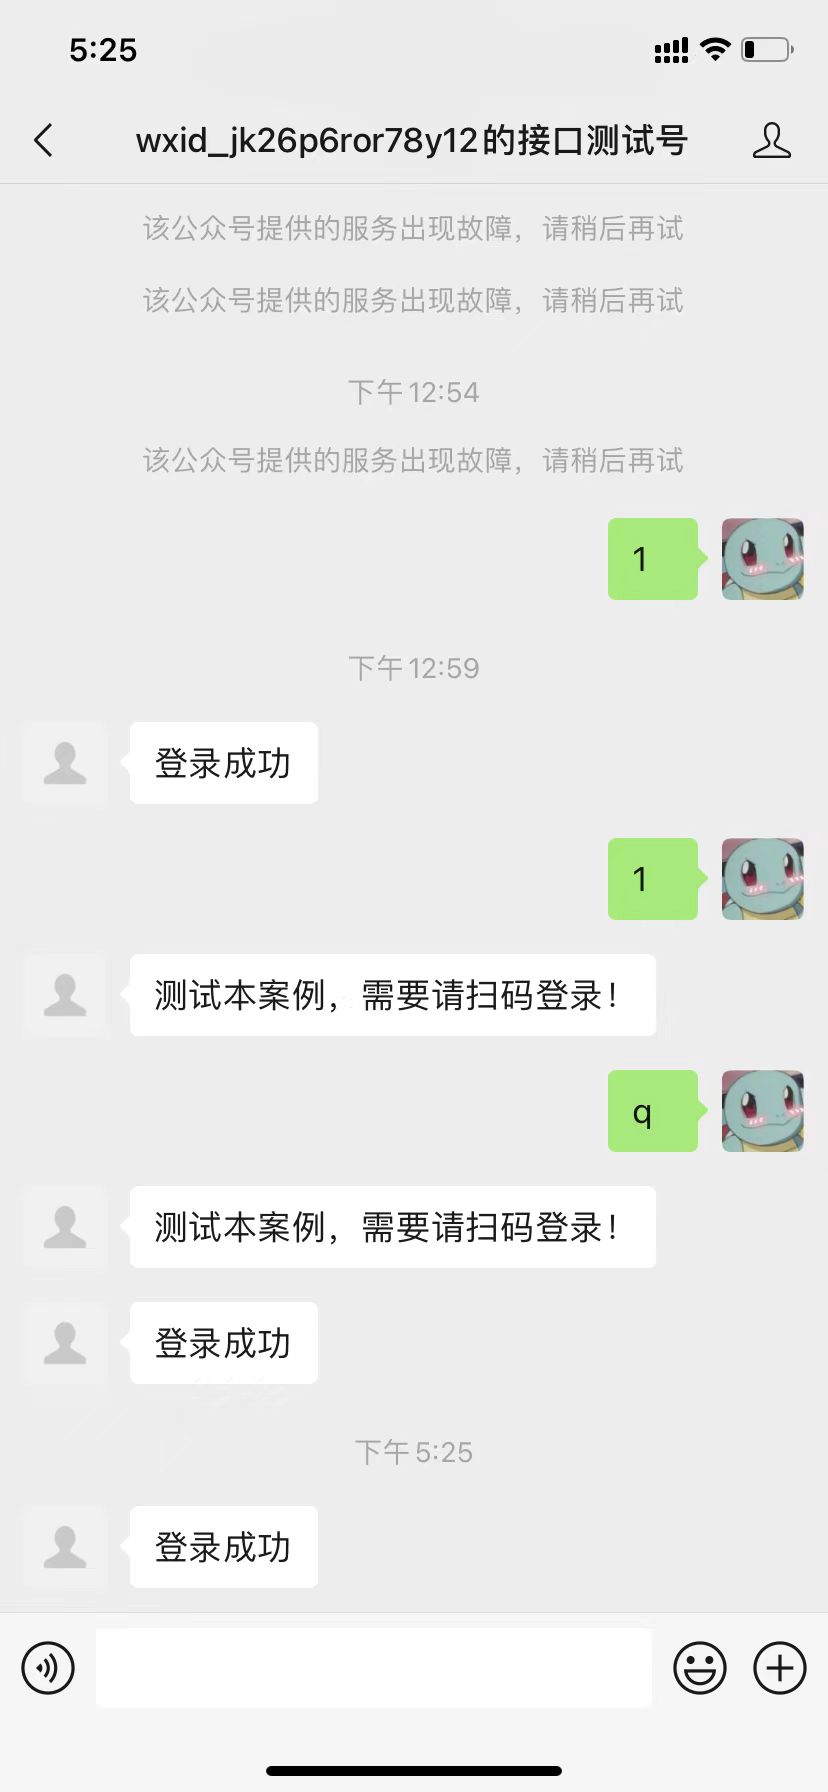 5:25
wxid_jk26p6ror78y12的接口测试号
该公众号提供的服务出现故障，请稍后再试
该公众号提供的服务出现故障，请稍后再试
下午12:54
该公众号提供的服务出现故障，请稍后再试
1
下午12:59
登录成功
1
测试本案例，需要请扫码登录！
q
测试本案例，需要请扫码登录！
登录成功
下午5:25
登录成功